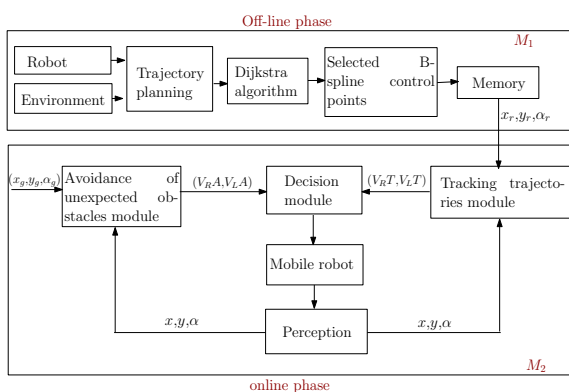 Off-line phase
M1
Robot
Environment
Trajectory
planning
Dijkstra
algorithm
Selected B-
spline control
points
Memory
xr,yr,αr
(xg,yg,αg)
Avoidance of
unexpected ob-
stacles module
(VRA,VLA)
Decision
module
(VRT,VLT)
Tracking trajecto-
ries module
Mobile robot
x,y,α
Perception
x,y,α
M2
online phase